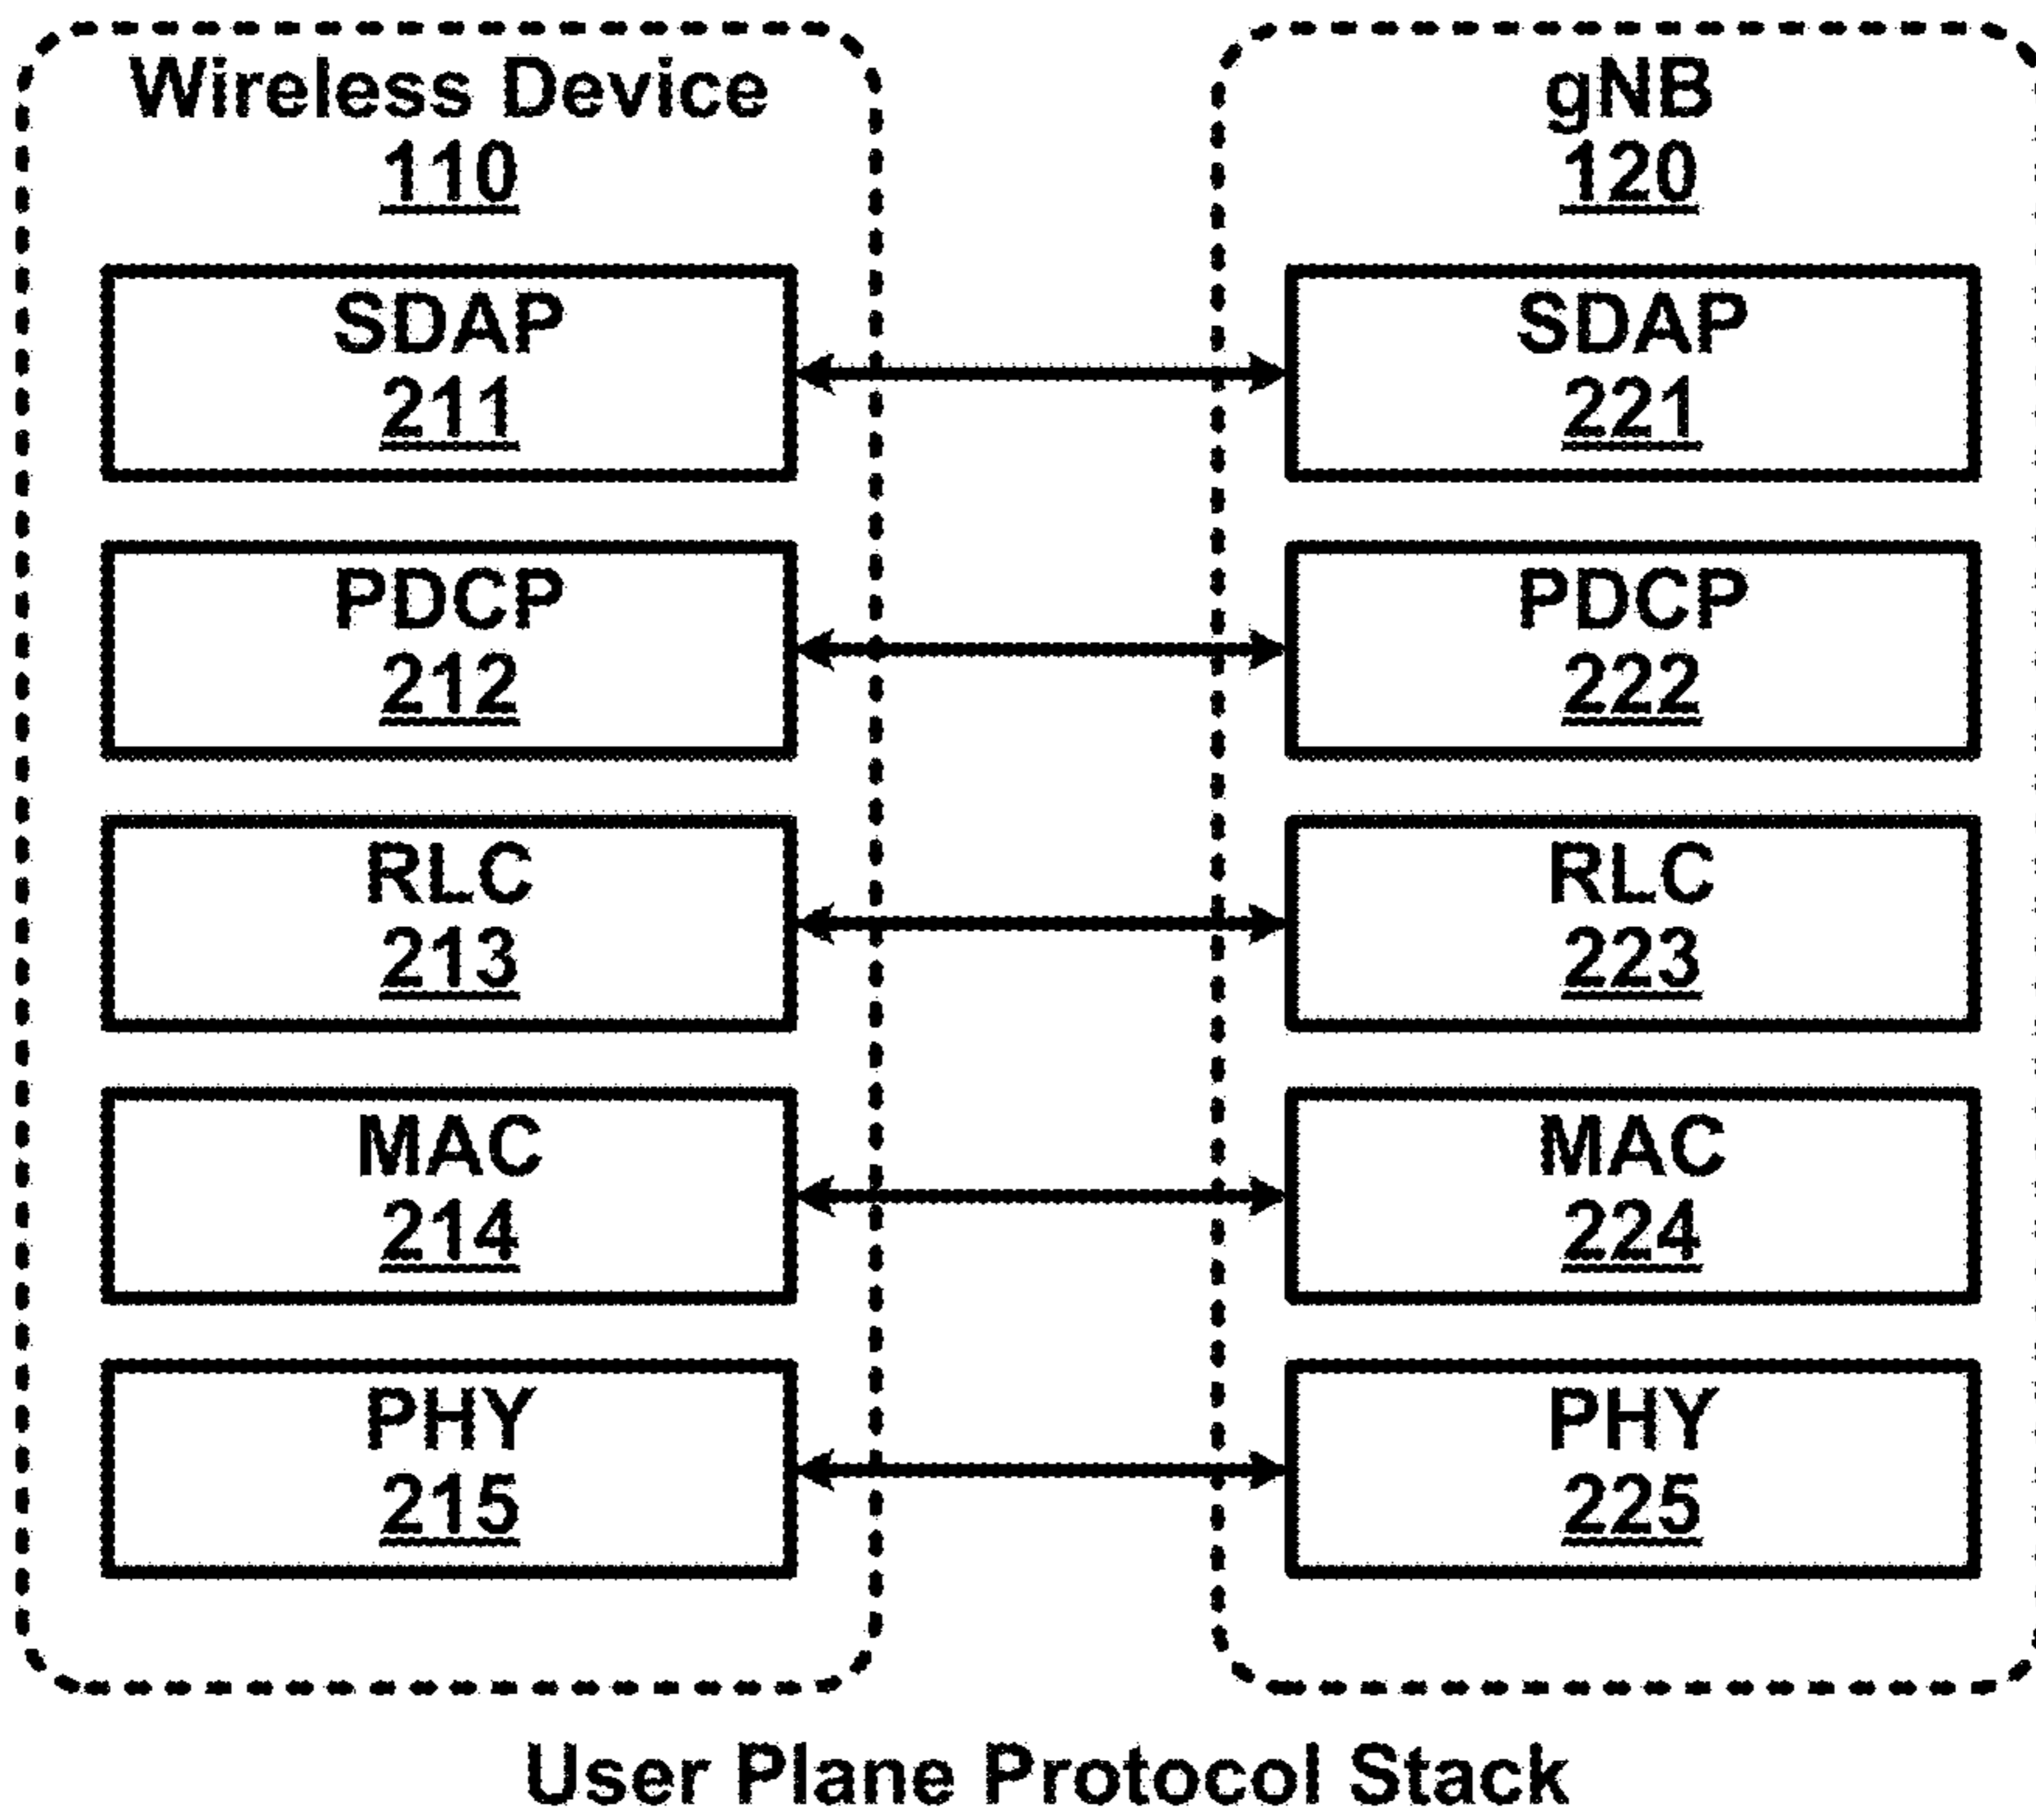 Wireless Device
110
gNB
120
SDAP
211
SDAP
221
PDCP
212
PDCP
222
RLC
213
RLC
223
MAC
214
MAC
224
PHY
215
PHY
225
User Plane Protocol Stack